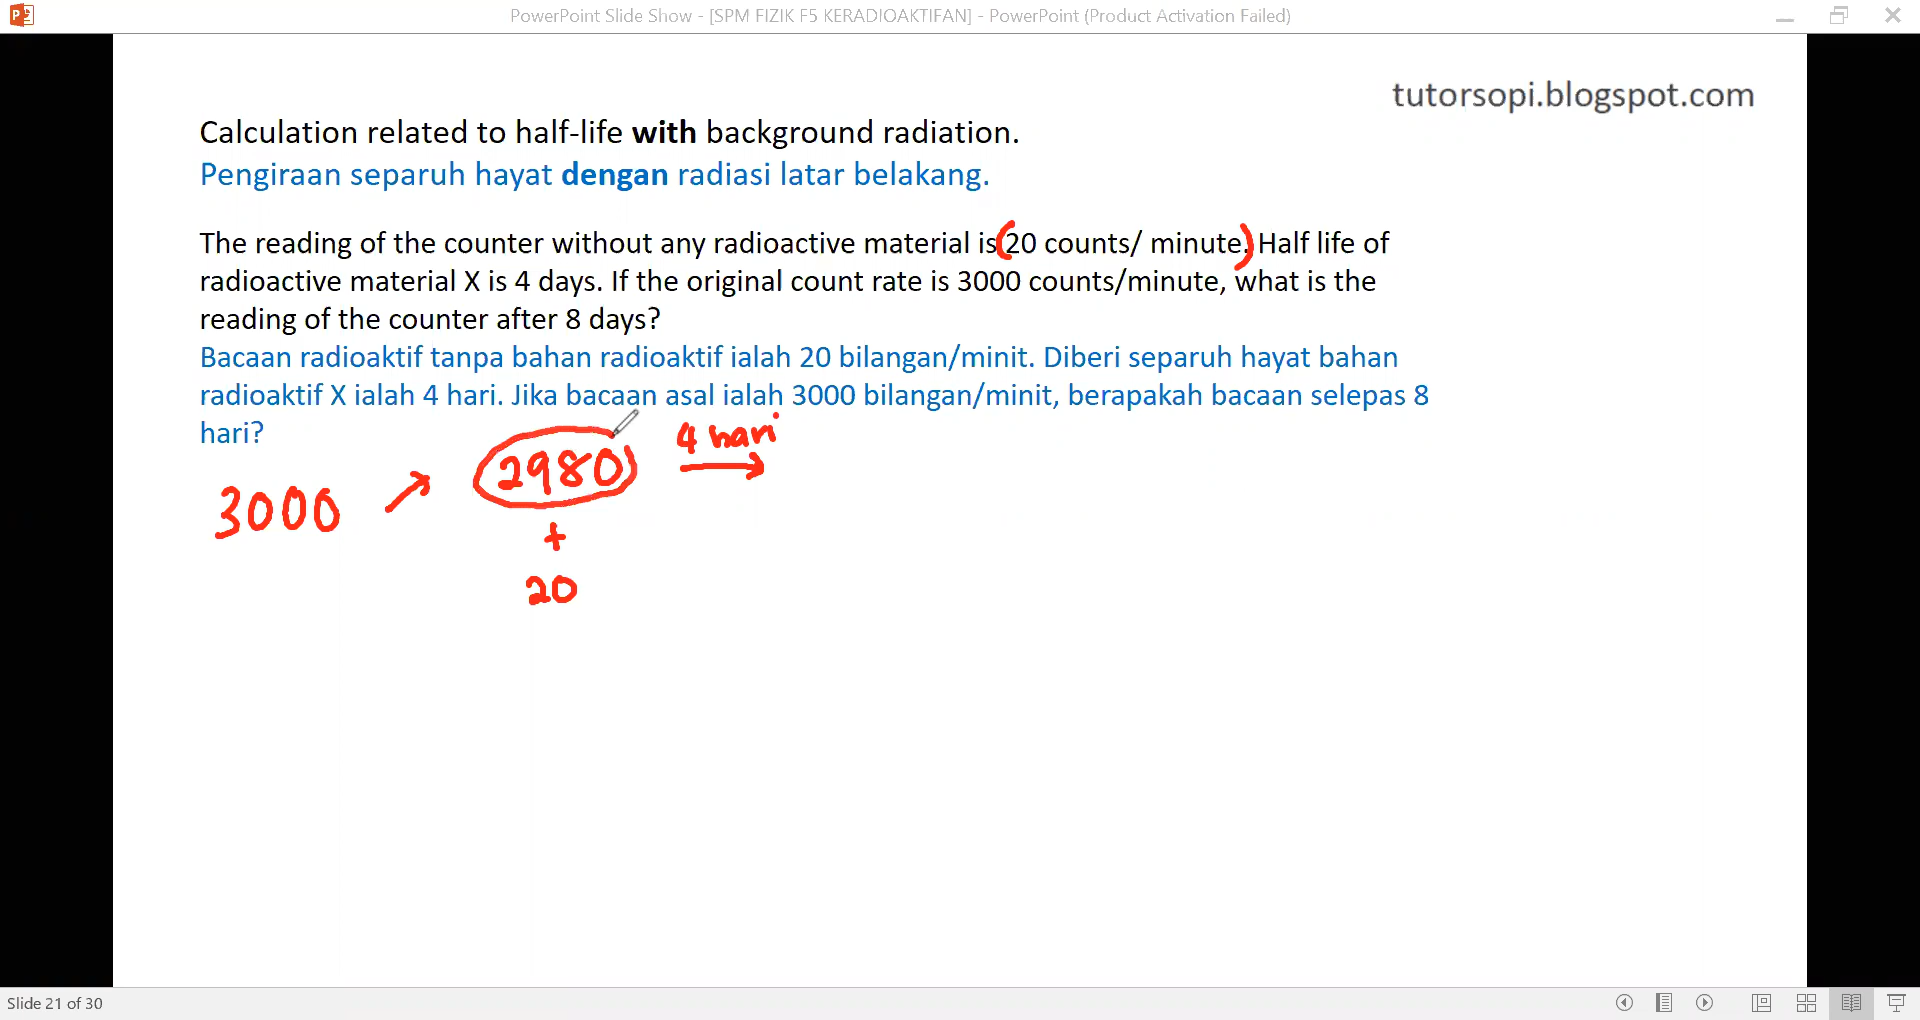 PowerPoint Slide Show - [SPM FIZIK F5 KERADIOAKTIFAN] - PowerPoint (Product Activation Failed)
tutorsopi.blogspot.com
Calculation related to half-life with background radiation.
Pengiraan separuh hayat dengan radiasi latar belakang.
The reading of the counter without any radioactive material is (20 counts/ minute.) Half life of
radioactive material X is 4 days. If the original count rate is 3000 counts/minute, what is the
reading of the counter after 8 days?
Bacaan radioaktif tanpa bahan radioaktif ialah 20 bilangan/minit. Diberi separuh hayat bahan
radioaktif X ialah 4 hari. Jika bacaan asal ialah 3000 bilangan/minit, berapakah bacaan selepas 8
hari?
4 hari
3000 → 2980 →
+
20
Slide 21 of 30